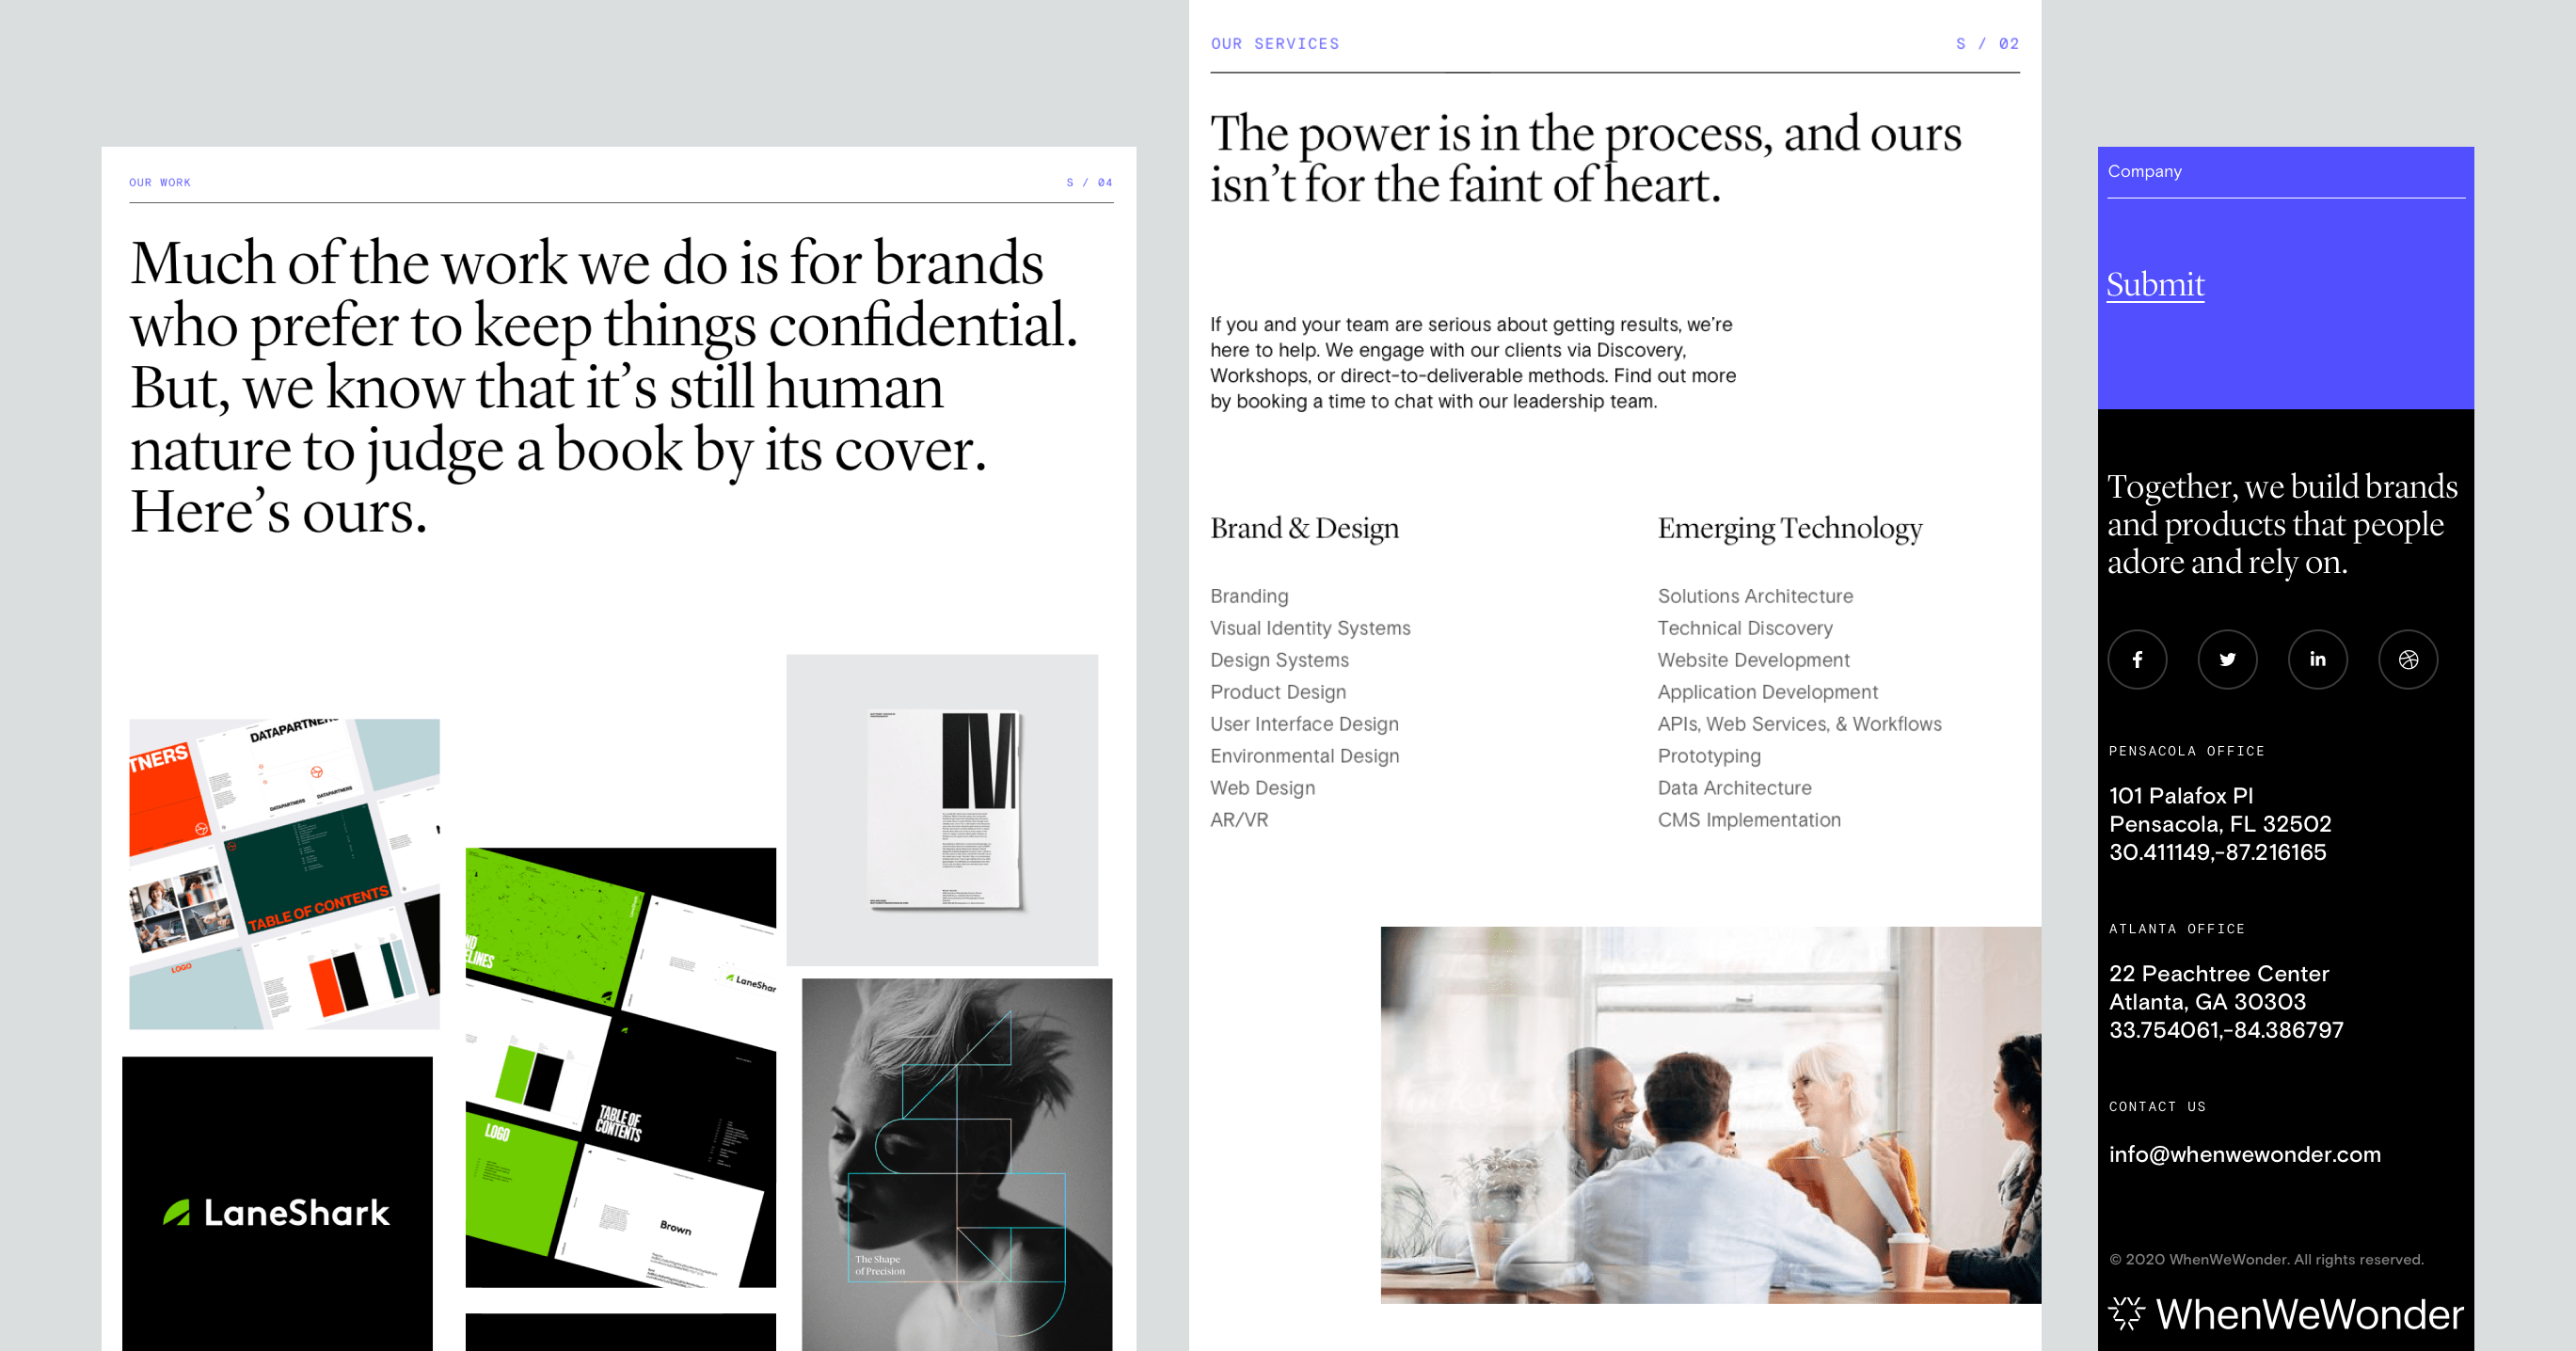 OUR WORK
S / 04
Much of the work we do is for brands
who prefer to keep things confidential.
But, we know that it’s still human
nature to judge a book by its cover.
Here’s ours.
TNERS
DATAPARTNERS
DATAPARTNERS
DATAPARTNERS
TABLE OF CONTENTS
LOGO
LaneShark
ELINES
LaneShar
TABLE OF
CONTENTS
LOGO
Brown
The Shape
of Precision
OUR SERVICES
S / 02
The power is in the process, and ours
isn’t for the faint of heart.
If you and your team are serious about getting results, we’re
here to help. We engage with our clients via Discovery,
Workshops, or direct-to-deliverable methods. Find out more
by booking a time to chat with our leadership team.
Brand & Design
Branding
Visual Identity Systems
Design Systems
Product Design
User Interface Design
Environmental Design
Web Design
AR/VR
Emerging Technology
Solutions Architecture
Technical Discovery
Website Development
Application Development
APIs, Web Services, & Workflows
Prototyping
Data Architecture
CMS Implementation
Company
Submit
Together, we build brands
and products that people
adore and rely on.
PENSACOLA OFFICE
101 Palafox Pl
Pensacola, FL 32502
30.411149,-87.216165
ATLANTA OFFICE
22 Peachtree Center
Atlanta, GA 30303
33.754061,-84.386797
CONTACT US
info@whenwewonder.com
© 2020 WhenWeWonder. All rights reserved.
WhenWeWonder